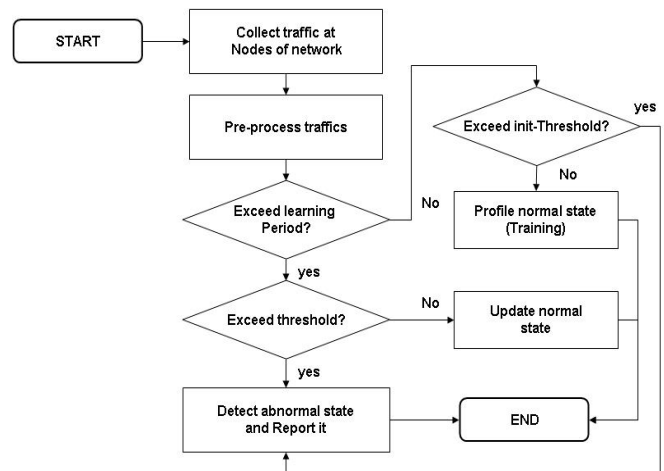 START
Collect traffic at
Nodes of network
Pre-process traffics
Exceed init-Threshold?
yes
No
Exceed learning
Period?
No
Profile normal state
(Training)
yes
Exceed threshold?
No
Update normal
state
yes
Detect abnormal state
and Report it
END